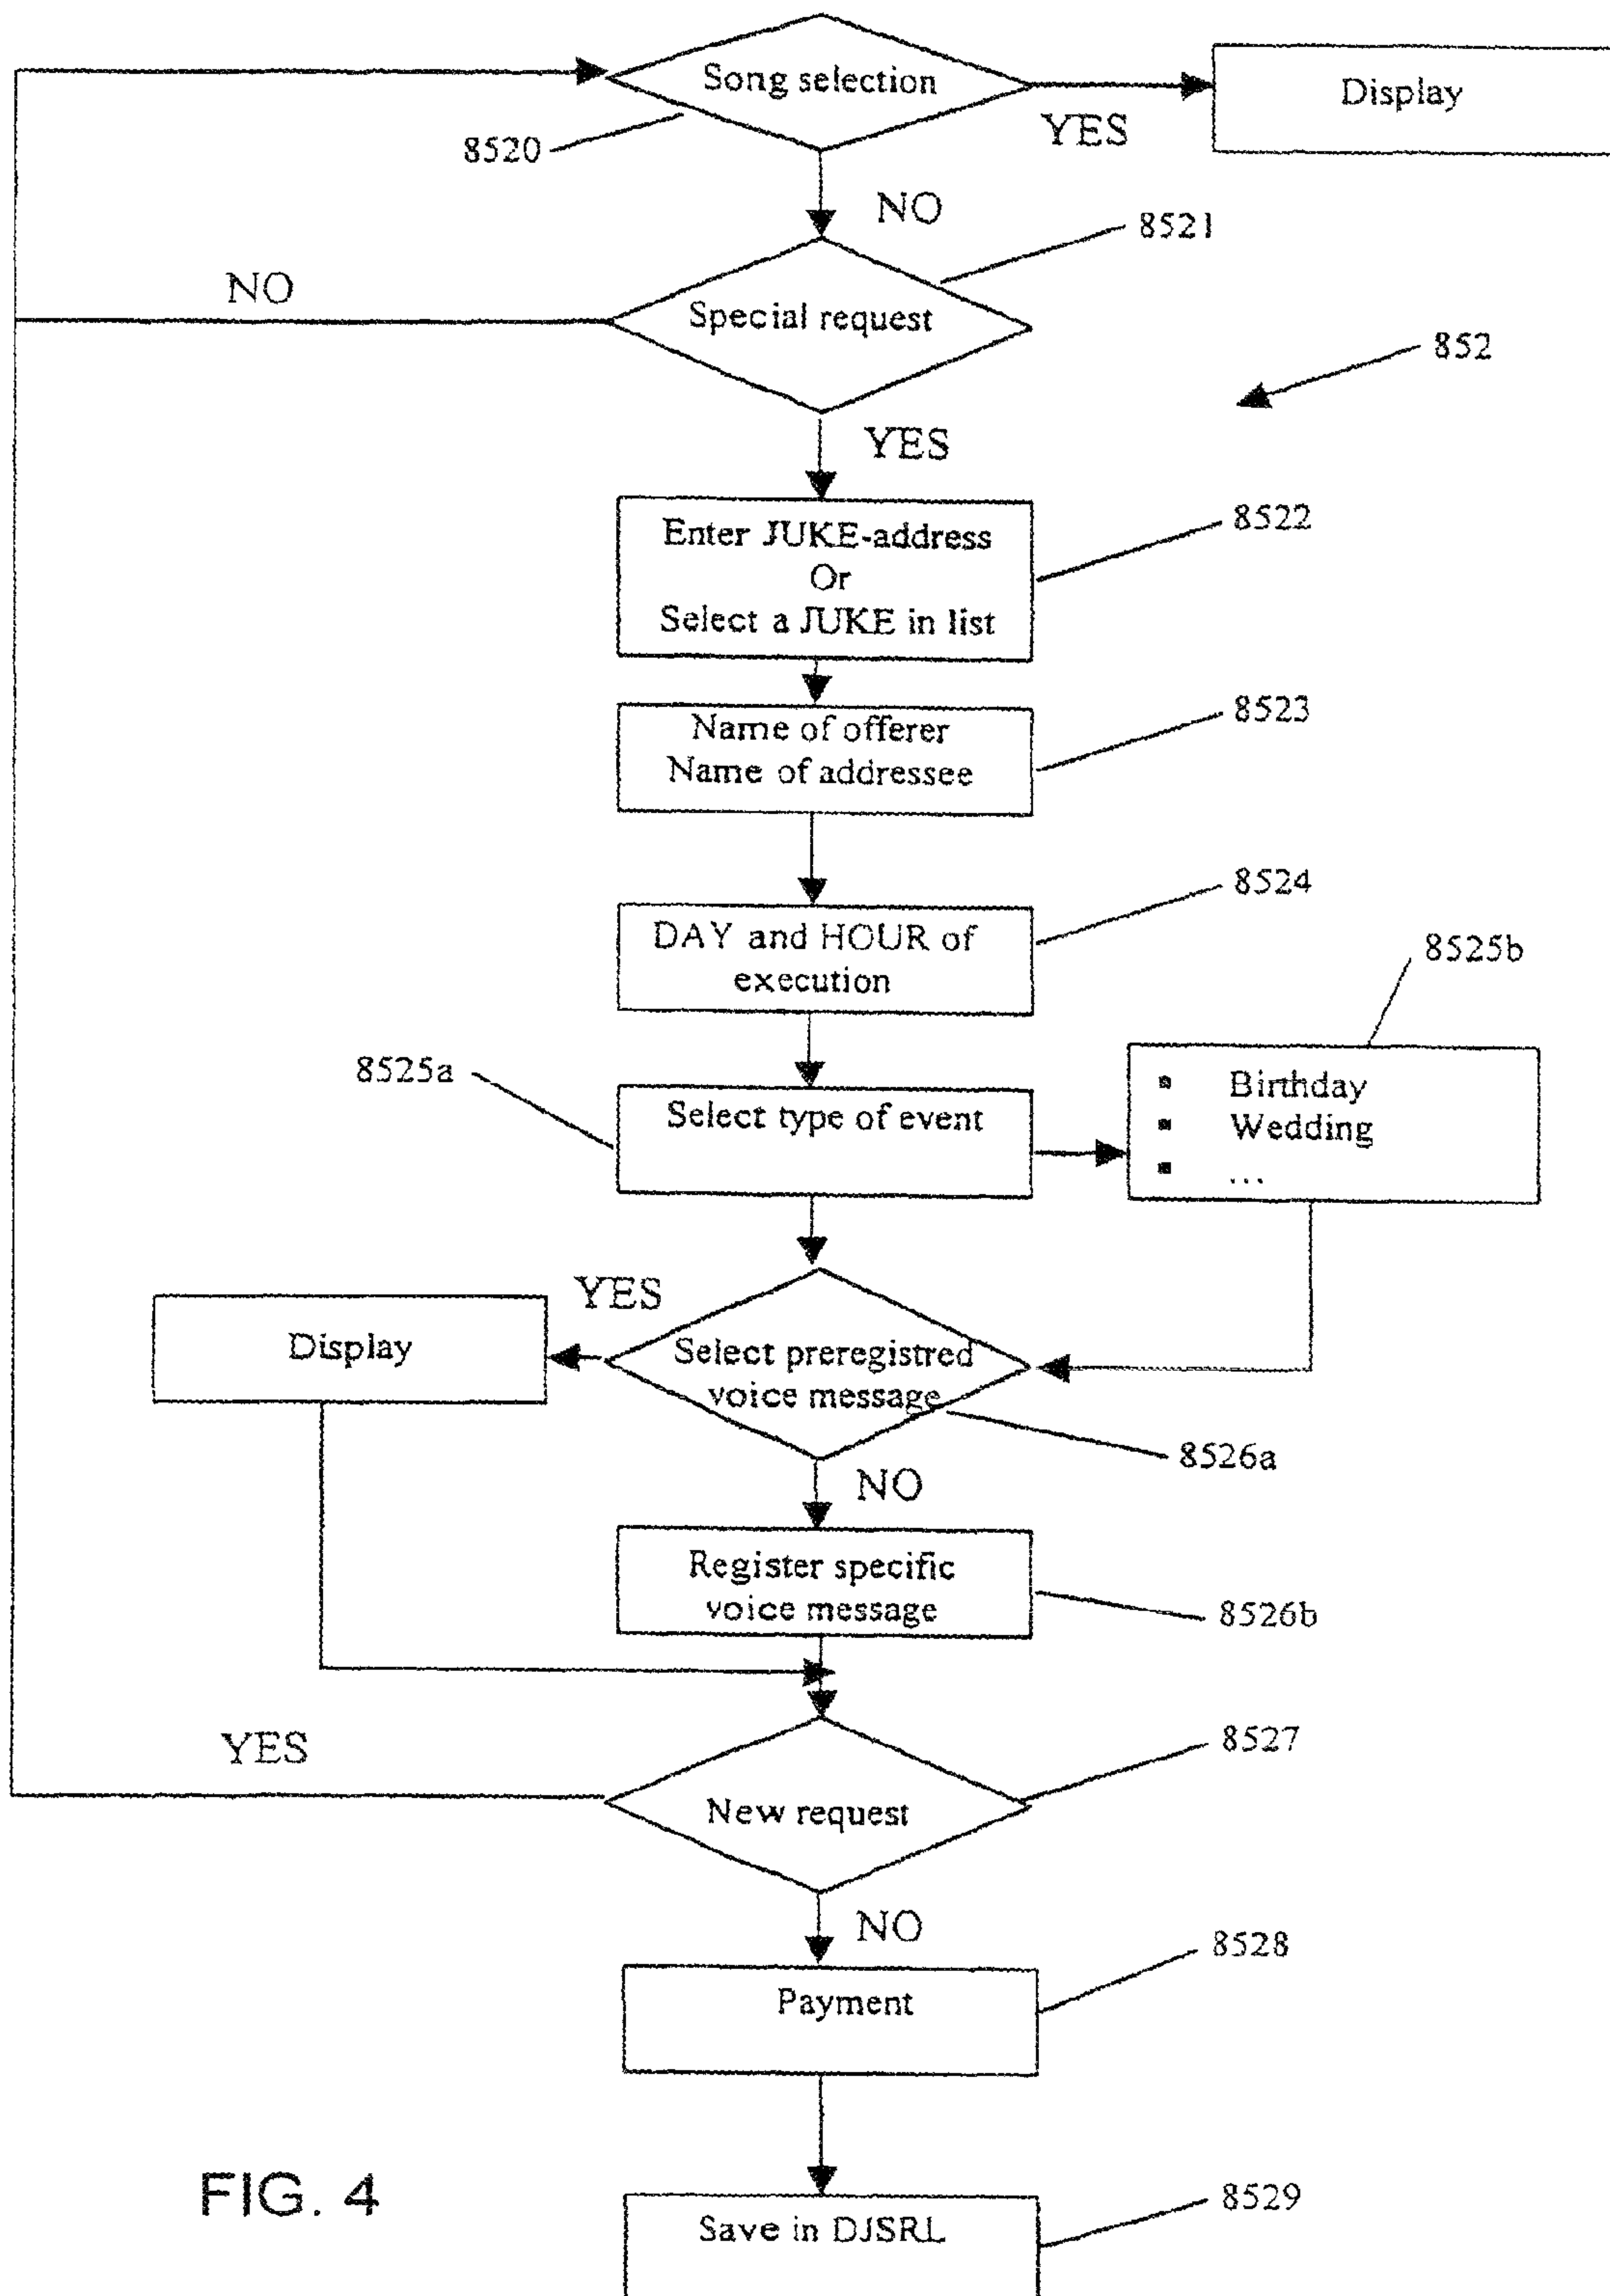 Song selection
Display
8520
YES
NO
8521
NO
Special request
852
YES
Enter JUKE-address
Or
Select a JUKE in list
8522
Name of offerer
Name of addressee
8523
DAY and HOUR of
execution
8524
8525b
8525a
Select type of event
Birthday
Wedding
...
YES
Display
Select preregistred
voice message
8526a
NO
Register specific
voice message
8526b
YES
8527
New request
NO
8528
Payment
FIG. 4
8529
Save in DJSRL